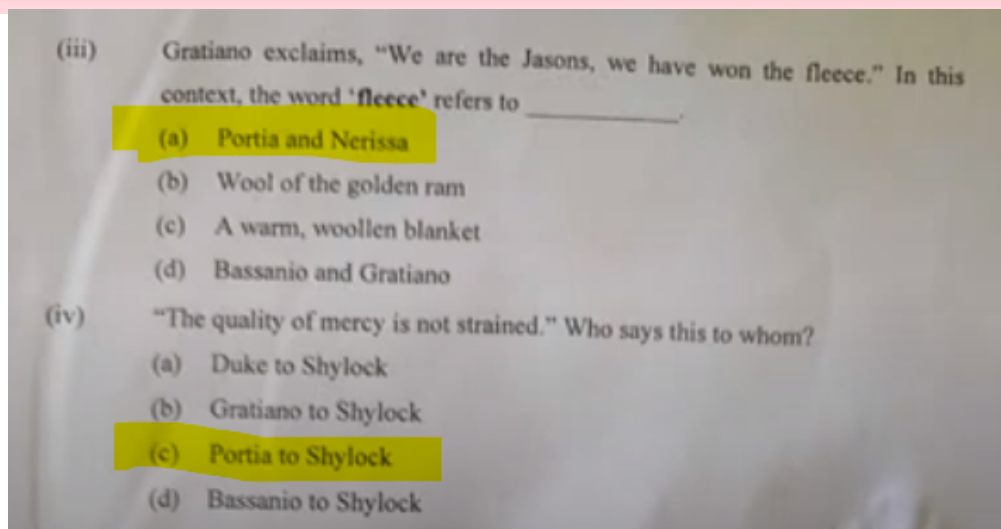 (iii) Gratiano exclaims, "We are the Jasons, we have won the fleece." In this
context, the word 'fleece' refers to ____________.
(a) Portia and Nerissa
(b) Wool of the golden ram
(c) A warm, woollen blanket
(d) Bassanio and Gratiano
(iv) "The quality of mercy is not strained." Who says this to whom?
(a) Duke to Shylock
(b) Gratiano to Shylock
(c) Portia to Shylock
(d) Bassanio to Shylock